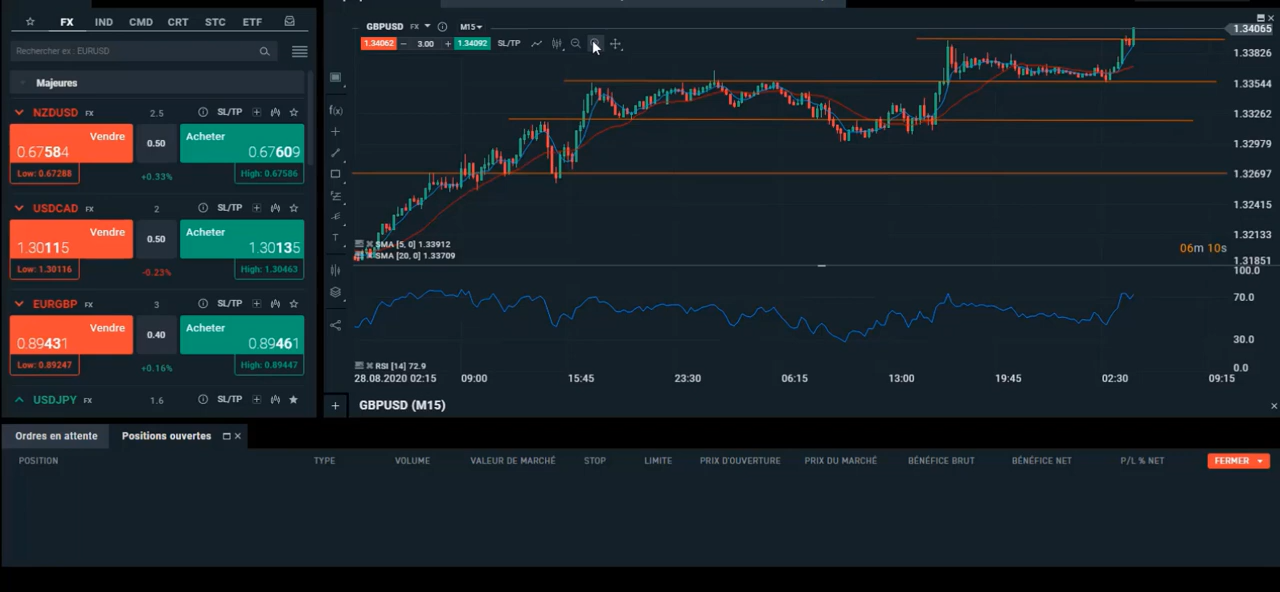 FX IND CMD CRT STC ETF
Rechercher ex.: EURUSD
Majeures
NZDUSD FX 2.5 SL/TP
Vendre 0.50 Acheter
0.67584 0.67609
Low: 0.67288 +0.33% High: 0.67586
USDCAD FX 2 SL/TP
Vendre 0.50 Acheter
1.30115 1.30135
Low: 1.30116 -0.23% High: 1.30463
EURGBP FX 3 SL/TP
Vendre 0.40 Acheter
0.89431 0.89461
Low: 0.89247 +0.16% High: 0.89447
USDJPY FX 1.6 SL/TP
GBPUSD FX M15
1.34062 − 3.00 + 1.34092 SL/TP
f(x)
T
1.34065
1.33826
1.33544
1.33262
1.32979
1.32697
1.32415
1.32133
1.31851
06m 10s
SMA [5, 0] 1.33912
SMA [20, 0] 1.33709
100.0
70.0
30.0
0.0
RSI [14] 72.9
28.08.2020 02:15 09:00 15:45 23:30 06:15 13:00 19:45 02:30 09:15
+ GBPUSD (M15)
Ordres en attente Positions ouvertes
POSITION TYPE VOLUME VALEUR DE MARCHÉ STOP LIMITE PRIX D'OUVERTURE PRIX DU MARCHÉ BÉNÉFICE BRUT BÉNÉFICE NET P/L % NET FERMER